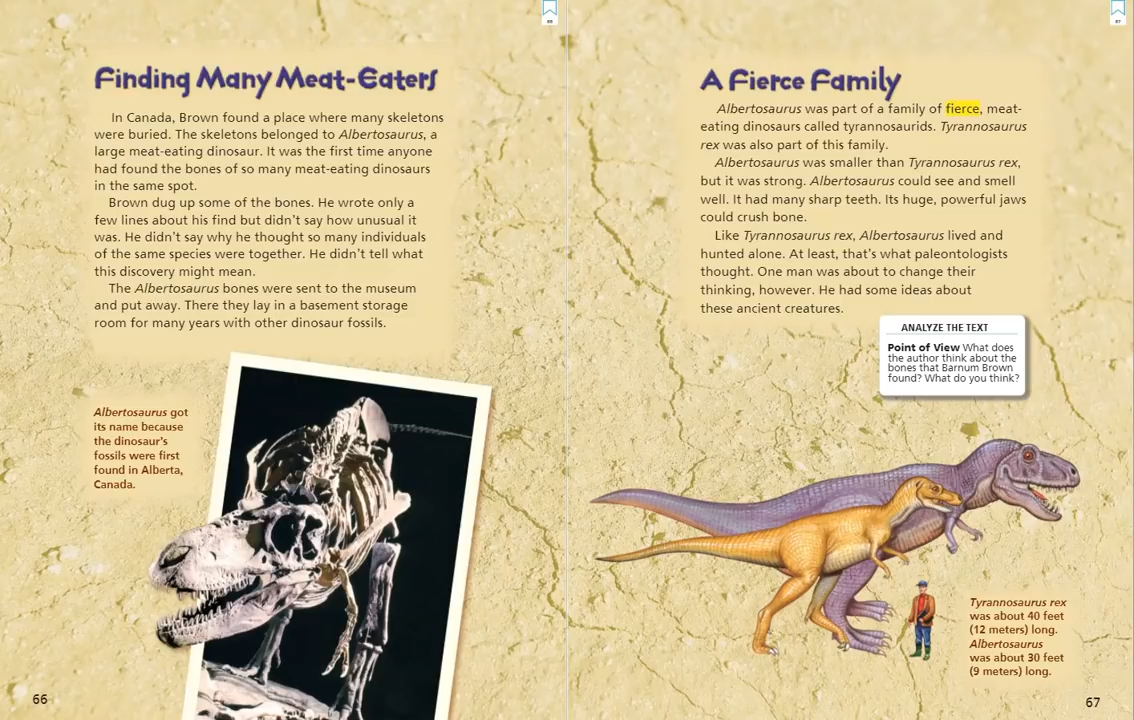 66
67
Finding Many Meat-Eaters
In Canada, Brown found a place where many skeletons
were buried. The skeletons belonged to Albertosaurus, a
large meat-eating dinosaur. It was the first time anyone
had found the bones of so many meat-eating dinosaurs
in the same spot.
Brown dug up some of the bones. He wrote only a
few lines about his find but didn't say how unusual it
was. He didn't say why he thought so many individuals
of the same species were together. He didn't tell what
this discovery might mean.
The Albertosaurus bones were sent to the museum
and put away. There they lay in a basement storage
room for many years with other dinosaur fossils.
Albertosaurus got
its name because
the dinosaur's
fossils were first
found in Alberta,
Canada.
66
A Fierce Family
Albertosaurus was part of a family of fierce, meat-
eating dinosaurs called tyrannosaurids. Tyrannosaurus
rex was also part of this family.
Albertosaurus was smaller than Tyrannosaurus rex,
but it was strong. Albertosaurus could see and smell
well. It had many sharp teeth. Its huge, powerful jaws
could crush bone.
Like Tyrannosaurus rex, Albertosaurus lived and
hunted alone. At least, that's what paleontologists
thought. One man was about to change their
thinking, however. He had some ideas about
these ancient creatures.
ANALYZE THE TEXT
Point of View What does
the author think about the
bones that Barnum Brown
found? What do you think?
Tyrannosaurus rex
was about 40 feet
(12 meters) long.
Albertosaurus
was about 30 feet
(9 meters) long.
67